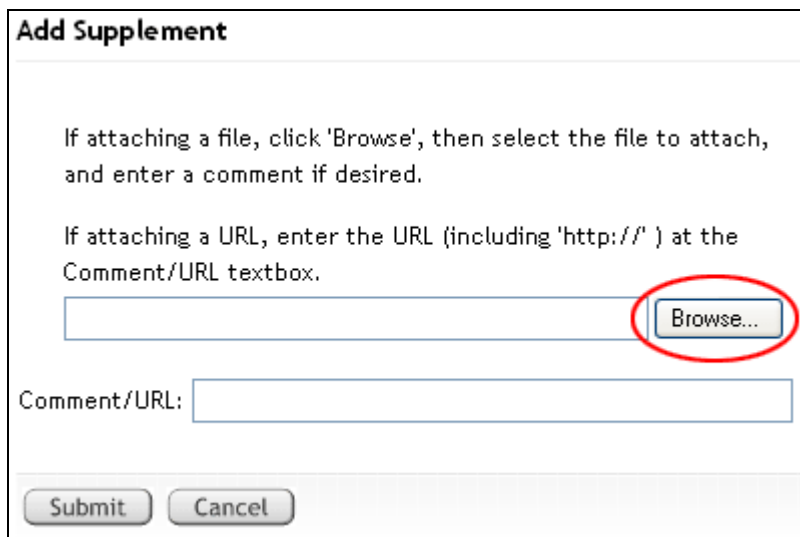 Add Supplement
If attaching a file, click 'Browse', then select the file to attach,
and enter a comment if desired.
If attaching a URL, enter the URL (including 'http://' ) at the
Comment/URL textbox.
Browse...
Comment/URL:
Submit Cancel